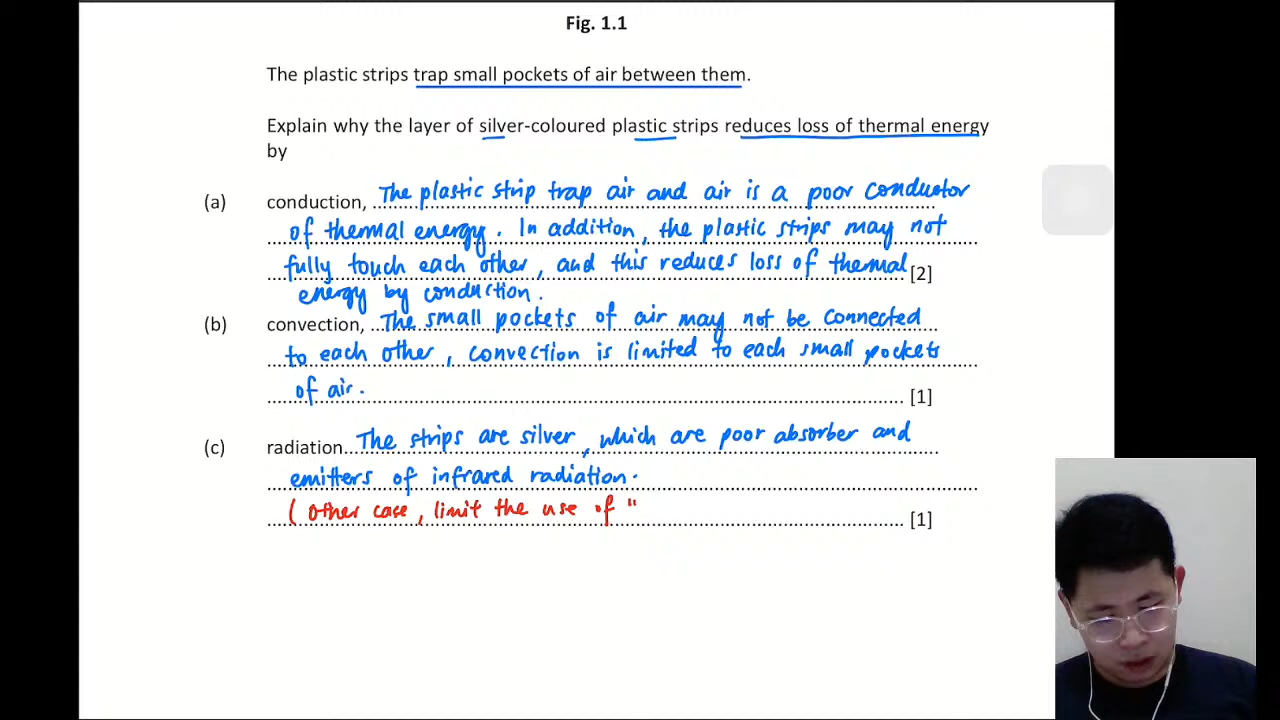 Fig. 1.1
The plastic strips trap small pockets of air between them.
Explain why the layer of silver-coloured plastic strips reduces loss of thermal energy
by
(a) conduction, The plastic strip trap air and air is a poor conductor
of thermal energy. In addition, the plastic strips may not
fully touch each other, and this reduces loss of thermal [2]
energy by conduction.
(b) convection, The small pockets of air may not be connected
to each other, convection is limited to each small pockets
of air. [1]
(c) radiation The strips are silver, which are poor absorber and
emitters of infrared radiation.
( Other case, limit the use of " [1]